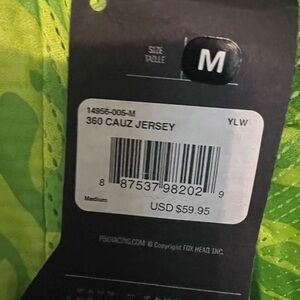 SIZE
TAILLE
M
14956-005-M
360 CAUZ JERSEY
YLW
8 87537 98202 9
Medium
USD $59.95
FOXRACING.COM © Copyright FOX HEAD, INC.